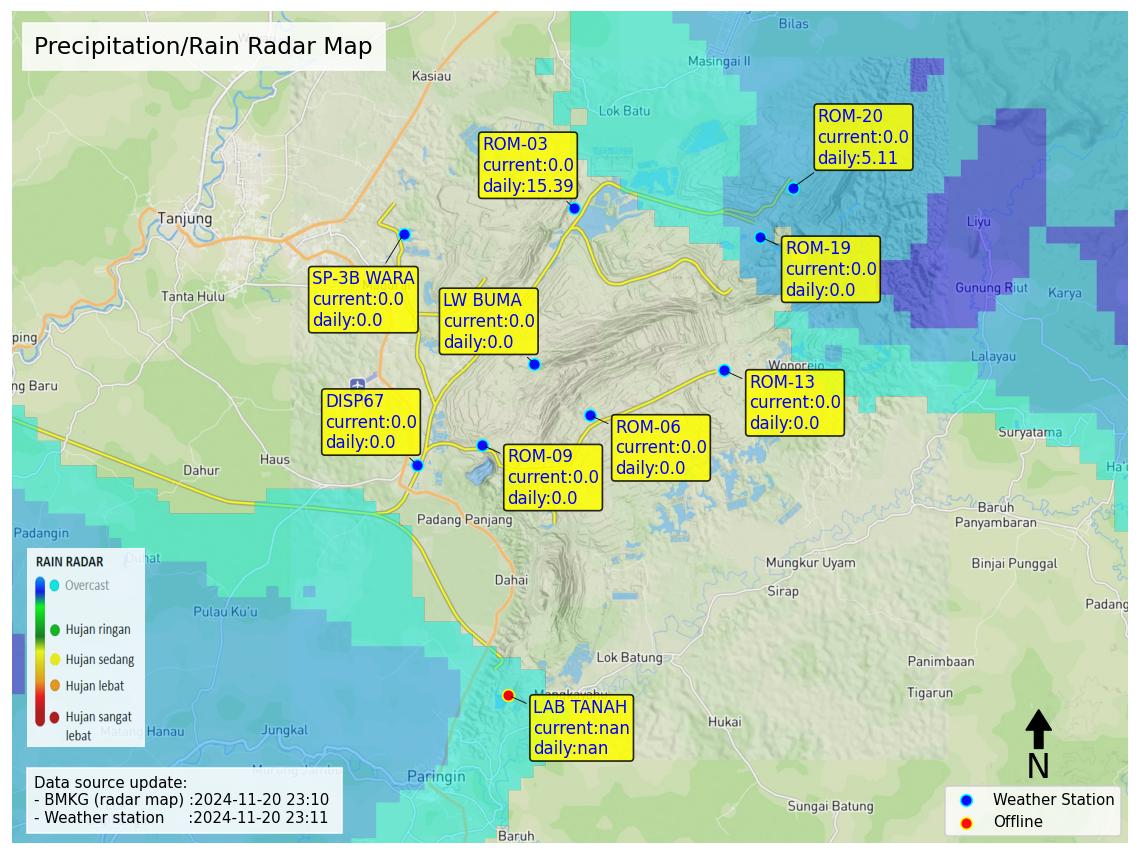 Precipitation/Rain Radar Map
Bilas
Masingai II
Kasiau
Lok Batu
ROM-20
current:0.0
daily:5.11
ROM-03
current:0.0
daily:15.39
Tanjung
Liyu
ROM-19
current:0.0
daily:0.0
SP-3B WARA
current:0.0
daily:0.0
Tanta Hulu
LW BUMA
current:0.0
daily:0.0
Gunung Riut
Karya
ping
Lalayau
Wonorejo
ng Baru
ROM-13
current:0.0
daily:0.0
DISP67
current:0.0
daily:0.0
ROM-06
current:0.0
daily:0.0
Suryatama
ROM-09
current:0.0
daily:0.0
Haus
Dahur
Ha'u
Padang Panjang
Baruh
Panyambaran
Padangin
Mungkur Uyam
Binjai Punggal
Dahai
Sirap
Padang
Pulau Ku'u
RAIN RADAR
Overcast
Hujan ringan
Hujan sedang
Hujan lebat
Hujan sangat
lebat
Lok Batung
Panimbaan
Tigarun
Mangkayahu
LAB TANAH
current:nan
daily:nan
Hukai
Matang Hanau
Jungkal
Murung Jambu
Paringin
N
Data source update:
- BMKG (radar map) :2024-11-20 23:10
- Weather station :2024-11-20 23:11
Sungai Batung
Baruh
Weather Station
Offline